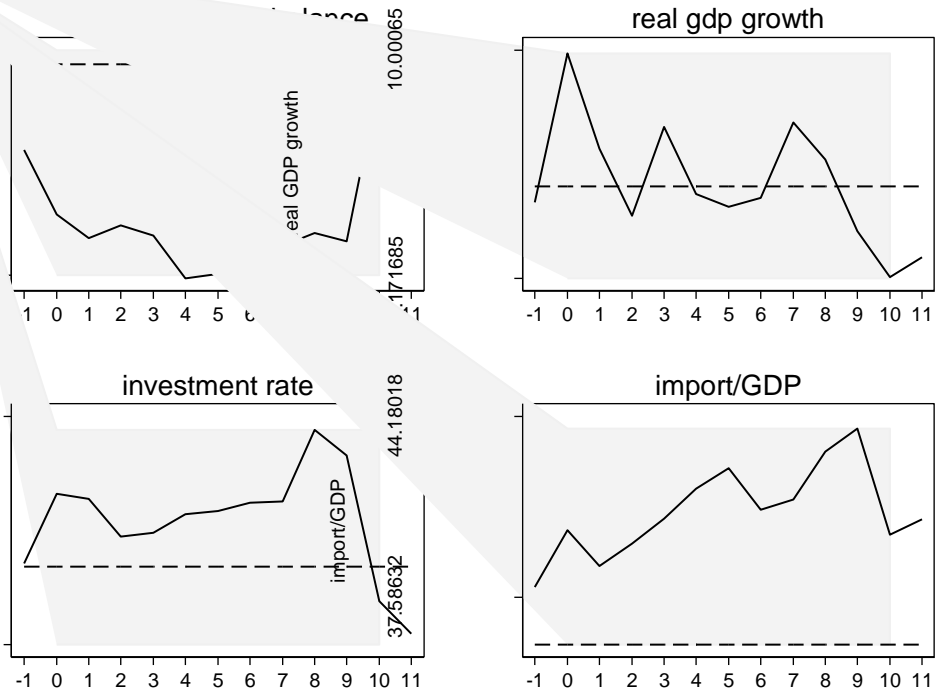 real gdp growth
10.00065
eal GDP growth
.171685
-1 0 1 2 3 4 5 11
-1 0 1 2 3 4 5 6 7 8 9 10 11
investment rate
import/GDP
44.18018
import/GDP
37.58632
-1 0 1 2 3 4 5 6 7 8 9 10 11
-1 0 1 2 3 4 5 6 7 8 9 10 11